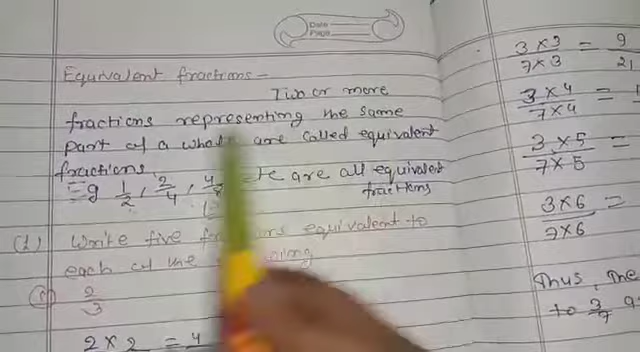 Date
Page
Equivalent fractions -
Two or more
fractions representing the same
part of a whole are called equivalent
fractions.
eg 1/2, 2/4, 4/ are all equivalent
fractions
(1) Write five equivalent to
each of the
(i) 2/3
2 × 2 = 4
3×3/7×3 = 9/21
3×4/7×4 =
3×5/7×5 =
3×6/7×6 =
Thus, the
to 3/7